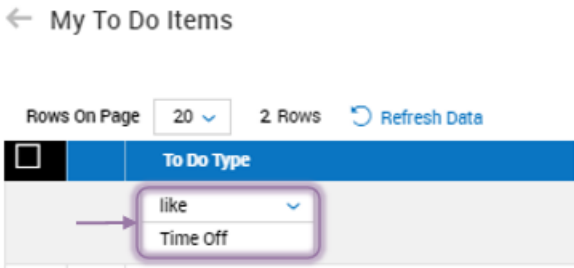 My To Do Items
Rows On Page 20 2 Rows Refresh Data
To Do Type
like
Time Off